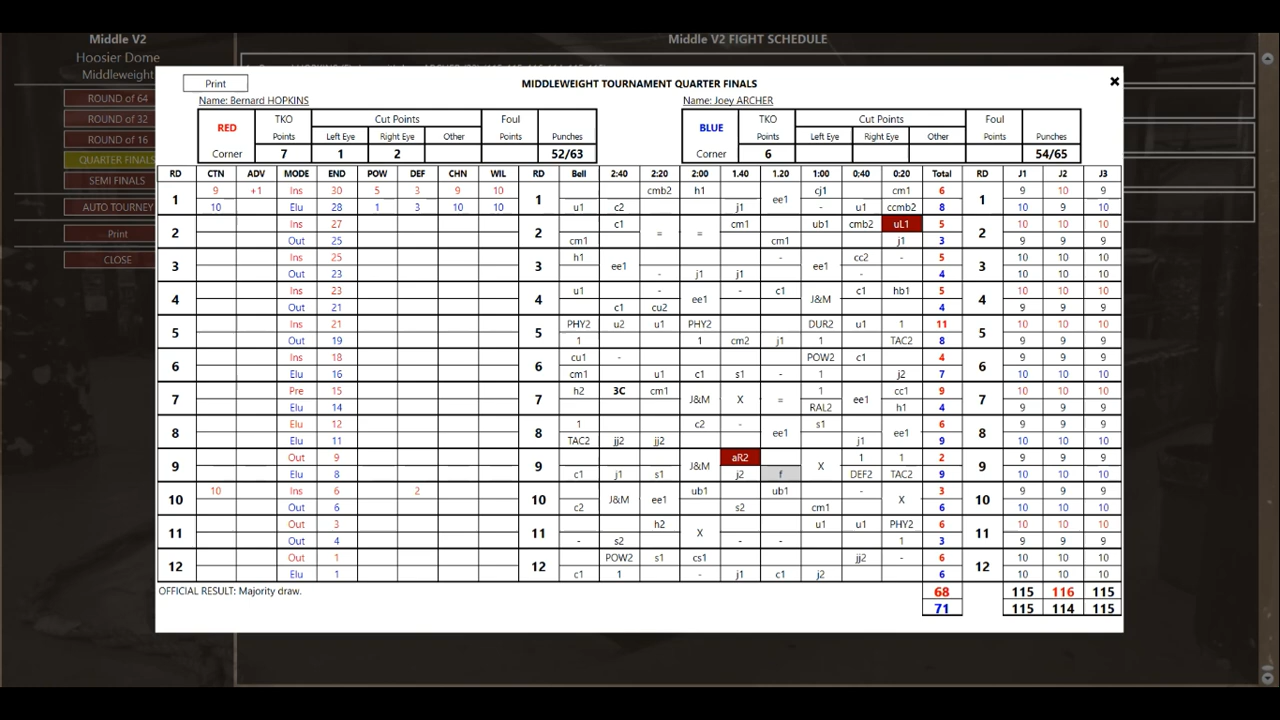 Middle V2
Middle V2 FIGHT SCHEDULE
Hoosier Dome
Middleweight
ROUND of 64
ROUND of 32
ROUND of 16
QUARTER FINALS
SEMI FINALS
AUTO TOURNEY
Print
CLOSE
Print
MIDDLEWEIGHT TOURNAMENT QUARTER FINALS
Name: Bernard HOPKINS
Name: Joey ARCHER
RED Corner TKO Points Cut Points Left Eye Right Eye Other Foul Points Punches
7 1 2 52/63
BLUE Corner TKO Points Cut Points Left Eye Right Eye Other Foul Points Punches
6 54/65
RD CTN ADV MODE END POW DEF CHN WIL RD Bell 2:40 2:20 2:00 1.40 1.20 1:00 0:40 0:20 Total RD J1 J2 J3
1 9 +1 Ins 30 5 3 9 10 1 cmb2 h1 ee1 cj1 cm1 6 1 9 10 9
10 Elu 28 1 3 10 10 u1 c2 j1 - u1 ccmb2 8 10 9 10
2 Ins 27 2 c1 = = cm1 ub1 cmb2 uL1 5 2 10 10 10
Out 25 cm1 cm1 j1 3 9 9 9
3 Ins 25 3 h1 ee1 - ee1 cc2 - 5 3 10 10 10
Out 23 - j1 j1 - 4 10 10 10
4 Ins 23 4 u1 - ee1 - c1 J&M c1 hb1 5 4 10 10 10
Out 21 c1 cu2 4 9 9 9
5 Ins 21 5 PHY2 u2 u1 PHY2 DUR2 u1 1 11 5 10 10 10
Out 19 1 1 cm2 j1 1 TAC2 8 9 9 9
6 Ins 18 6 cu1 - POW2 c1 4 6 9 9 9
Elu 16 cm1 u1 c1 s1 - 1 j2 7 10 10 10
7 Pre 15 7 h2 3C cm1 J&M X = 1 ee1 cc1 9 7 10 10 10
Elu 14 RAL2 h1 4 9 9 9
8 Elu 12 8 1 c2 - ee1 s1 ee1 6 8 9 9 9
Elu 11 TAC2 jj2 jj2 j1 9 10 10 10
9 Out 9 9 J&M aR2 X 1 1 2 9 9 9 9
Elu 8 c1 j1 s1 j2 f DEF2 TAC2 9 10 10 10
10 10 Ins 6 2 10 J&M ee1 ub1 ub1 - X 3 10 9 9 9
Out 6 c2 s2 cm1 6 10 10 10
11 Out 3 11 h2 X u1 u1 PHY2 6 11 10 10 10
Out 4 - s2 - - 1 3 9 9 9
12 Out 1 12 POW2 s1 cs1 jj2 - 6 12 10 10 10
Elu 1 c1 1 - j1 c1 j2 6 10 10 10
OFFICIAL RESULT: Majority draw.
68 115 116 115
71 115 114 115